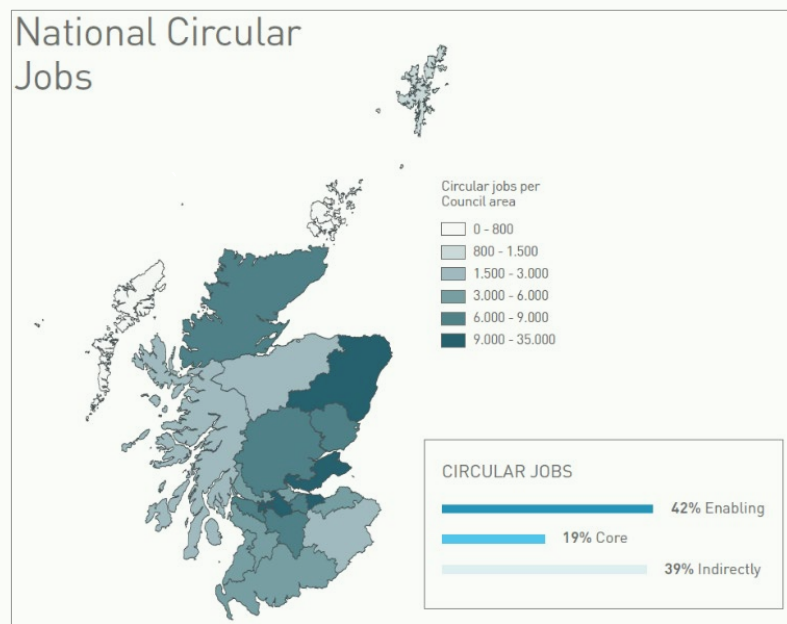 National Circular
Jobs
Circular jobs per
Council area
0 - 800
800 - 1.500
1.500 - 3.000
3.000 - 6.000
6.000 - 9.000
9.000 - 35.000
CIRCULAR JOBS
42% Enabling
19% Core
39% Indirectly